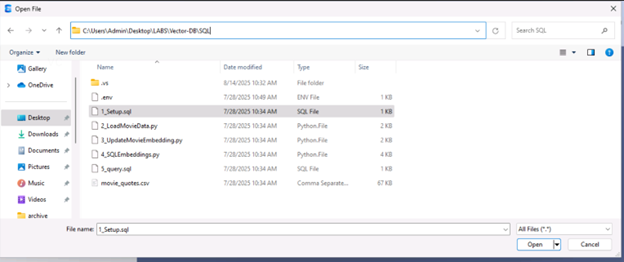 Open File
C:\Users\Admin\Desktop\LABS\Vector-DB\SQL
Search SQL
Organize
New folder
Gallery
OneDrive
Desktop
Downloads
Documents
Pictures
Music
Videos
archive
Name Date modified Type Size
.vs 8/14/2025 10:32 AM File folder
.env 7/28/2025 10:49 AM ENV File 1 KB
1_Setup.sql 7/28/2025 10:34 AM SQL File 1 KB
2_LoadMovieData.py 7/28/2025 10:34 AM Python.File 2 KB
3_UpdateMovieEmbedding.py 7/28/2025 10:34 AM Python.File 2 KB
4_SQLEmbeddings.py 7/28/2025 10:34 AM Python.File 4 KB
5_query.sql 7/28/2025 10:34 AM SQL File 1 KB
movie_quotes.csv 7/28/2025 10:34 AM Comma Separate... 67 KB
File name: 1_Setup.sql
All Files (*.*)
Open
Cancel